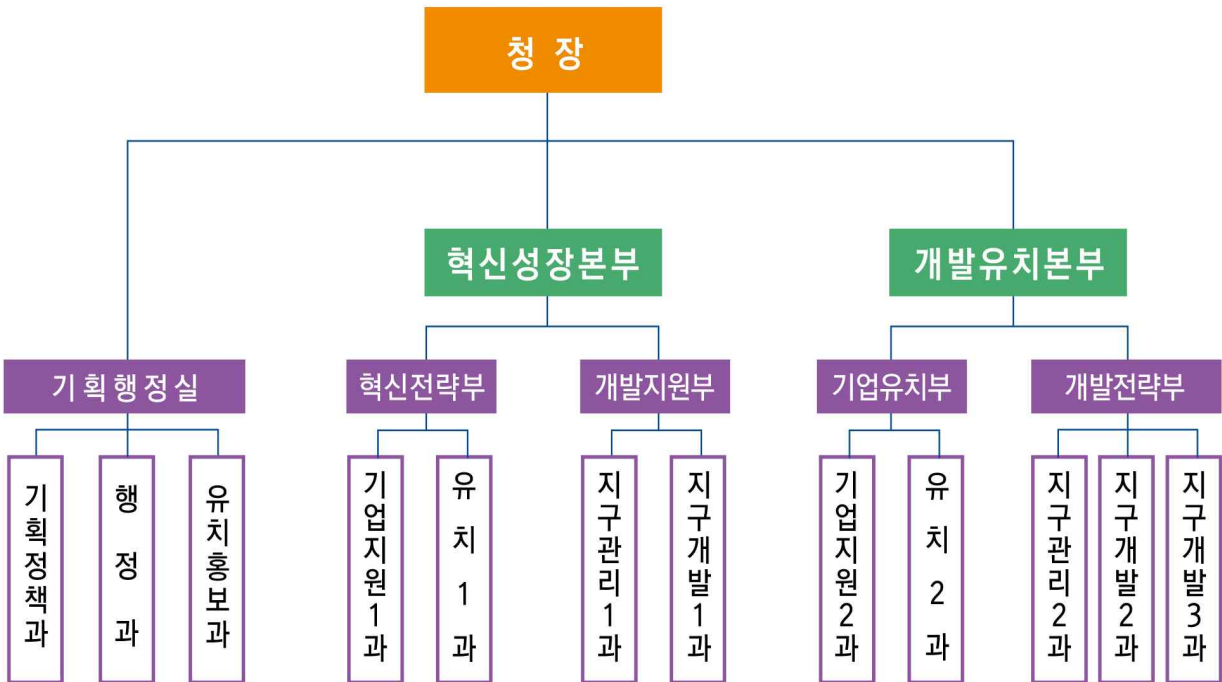 청 장
혁신성장본부
개발유치본부
기획행정실
혁신전략부
개발지원부
기업유치부
개발전략부
기획정책과
행정과
유치홍보과
기업지원1과
유치1과
지구관리1과
지구개발1과
기업지원2과
유치2과
지구관리2과
지구개발2과
지구개발3과